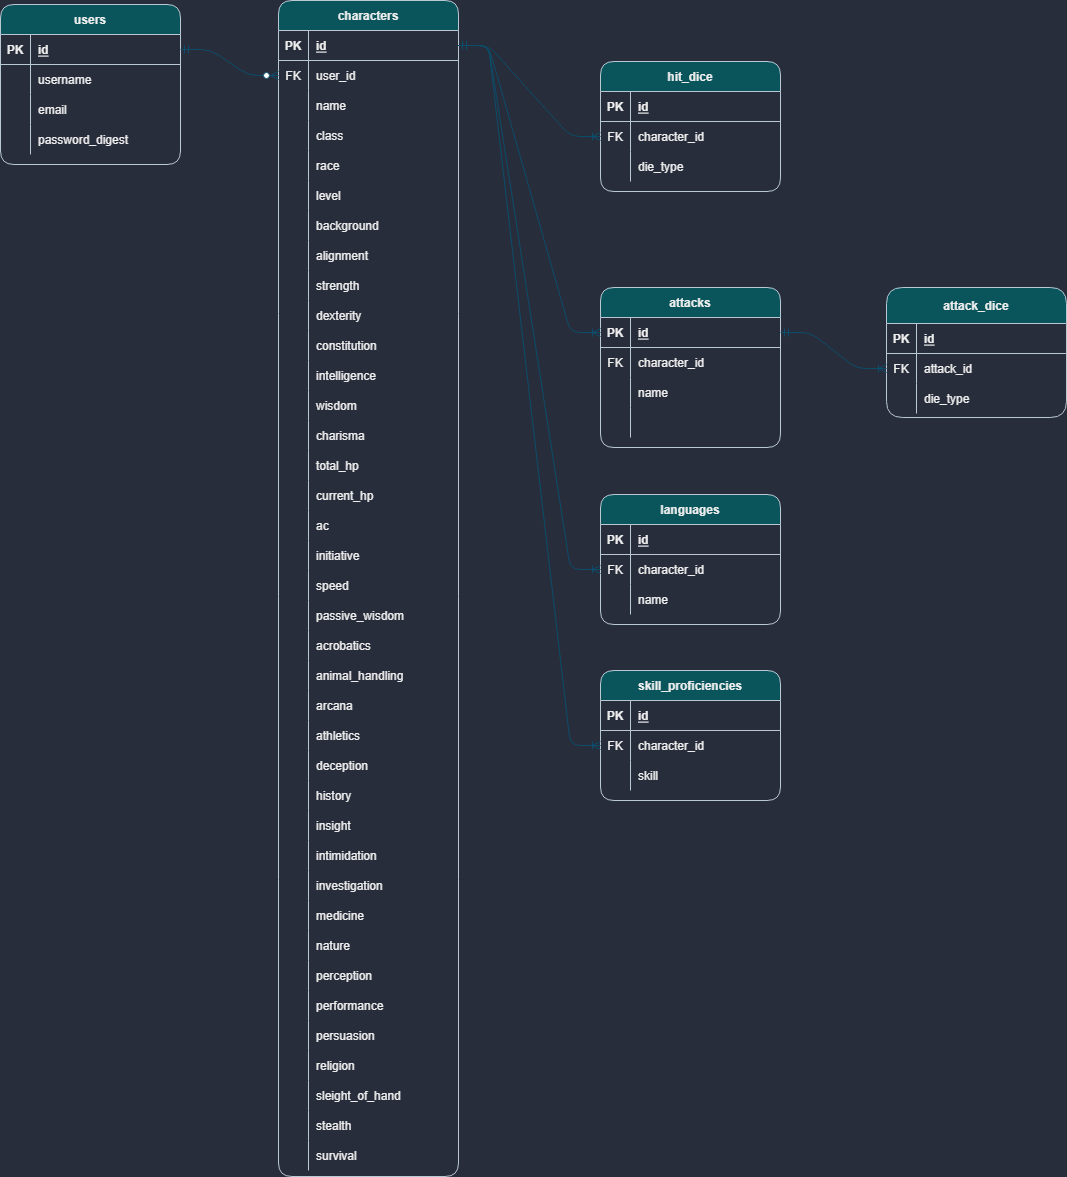 users
PK id
username
email
password_digest
characters
PK id
FK user_id
name
class
race
level
background
alignment
strength
dexterity
constitution
intelligence
wisdom
charisma
total_hp
current_hp
ac
initiative
speed
passive_wisdom
acrobatics
animal_handling
arcana
athletics
deception
history
insight
intimidation
investigation
medicine
nature
perception
performance
persuasion
religion
sleight_of_hand
stealth
survival
hit_dice
PK id
FK character_id
die_type
attacks
PK id
FK character_id
name
attack_dice
PK id
FK attack_id
die_type
languages
PK id
FK character_id
name
skill_proficiencies
PK id
FK character_id
skill